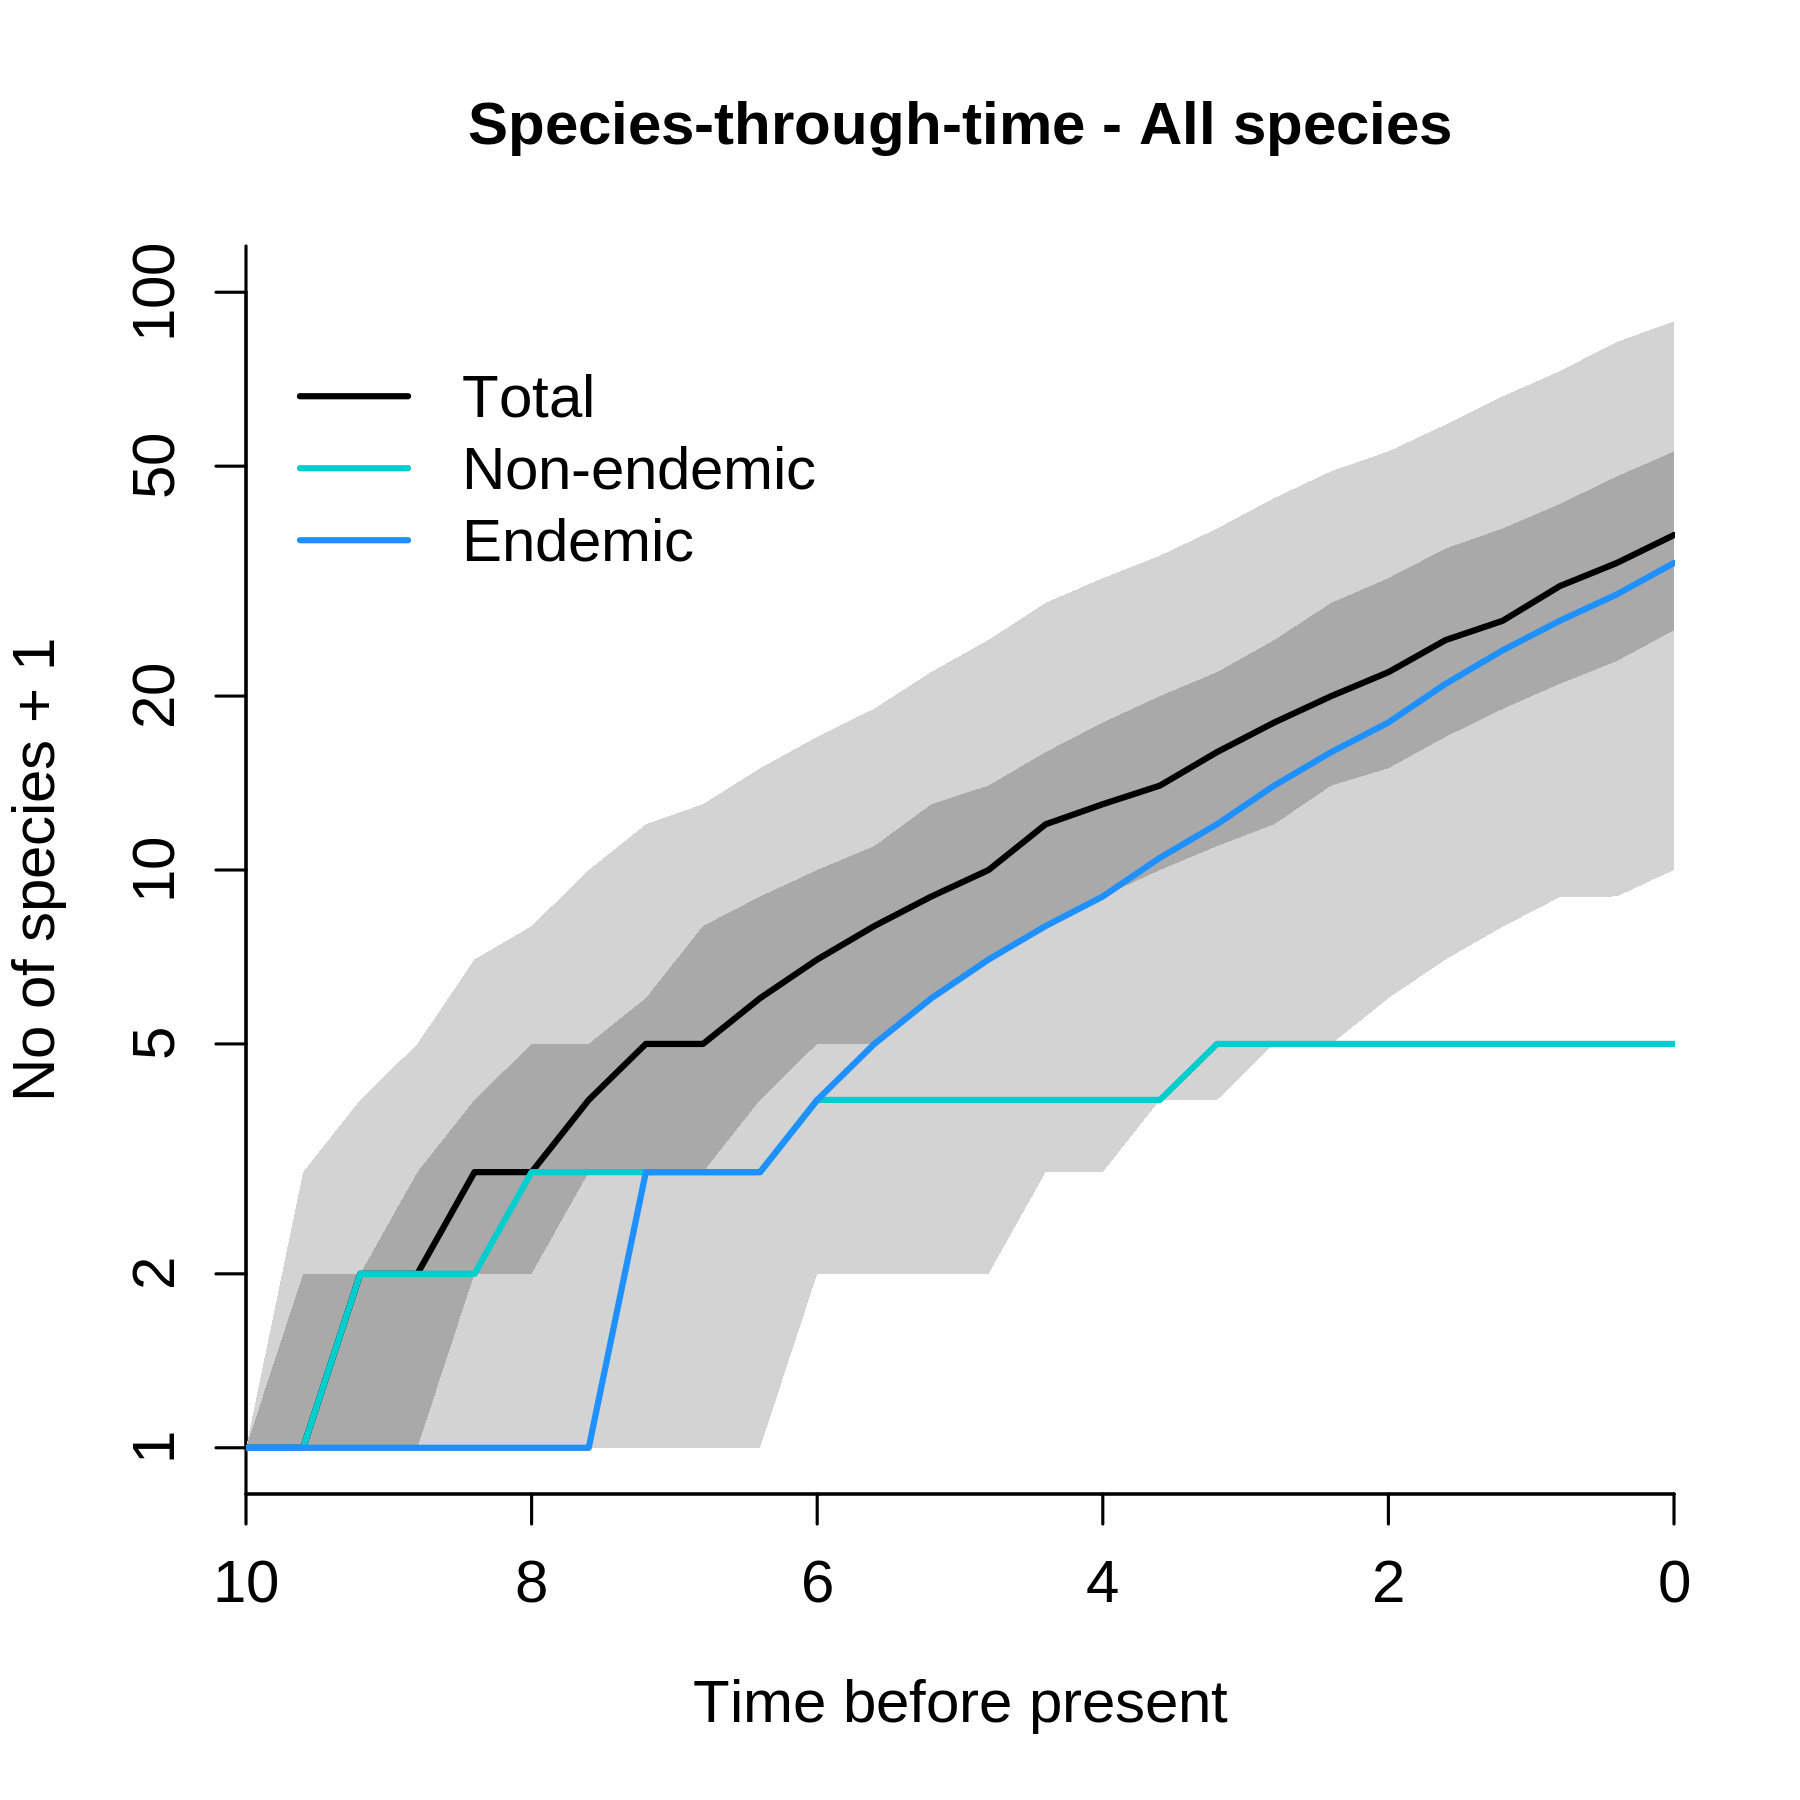 Species-through-time - All species
No of species + 1
100
50
20
10
5
2
1
Total
Non-endemic
Endemic
10 8 6 4 2 0
Time before present